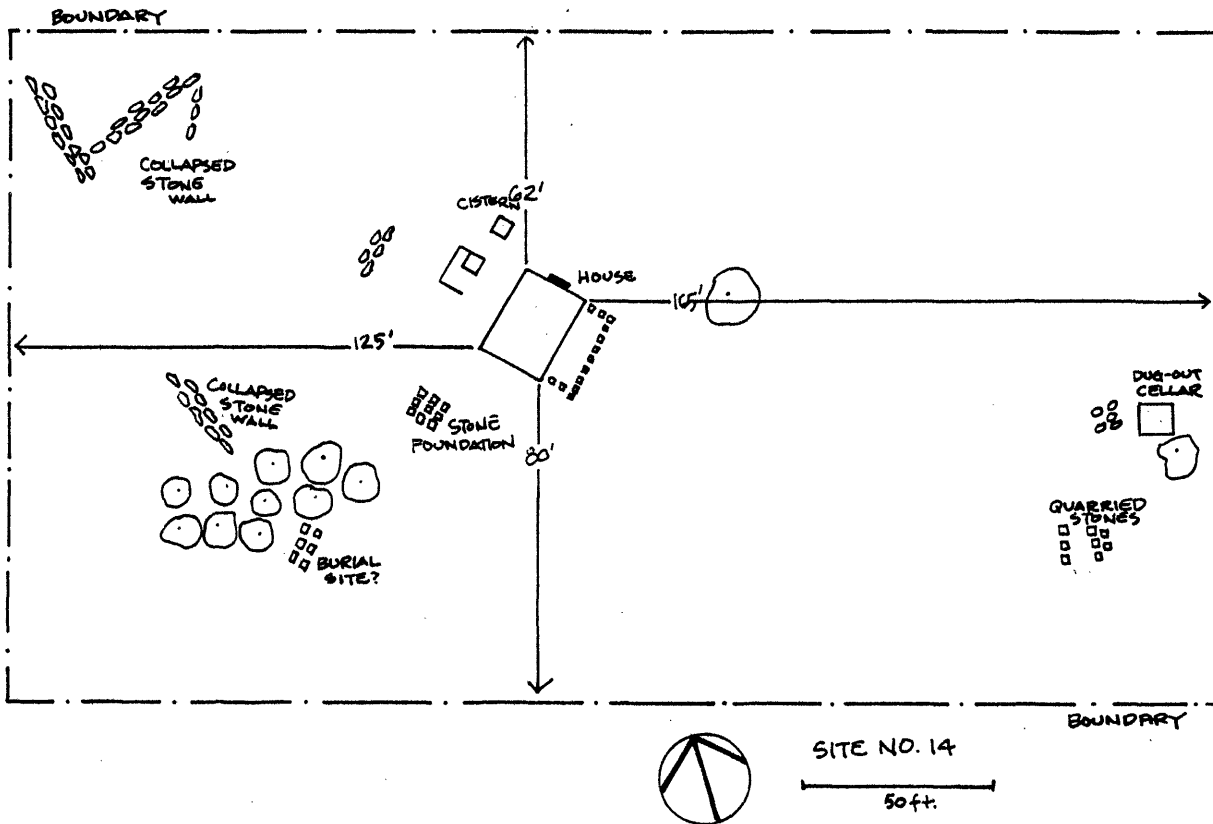 BOUNDARY
COLLAPSED
STONE
WALL
CISTERN
62'
HOUSE
165'
125'
COLLAPSED
STONE
WALL
STONE
FOUNDATION
80'
DUG-OUT
CELLAR
QUARRIED
STONES
BURIAL
SITE?
BOUNDARY
SITE NO. 14
50 ft.